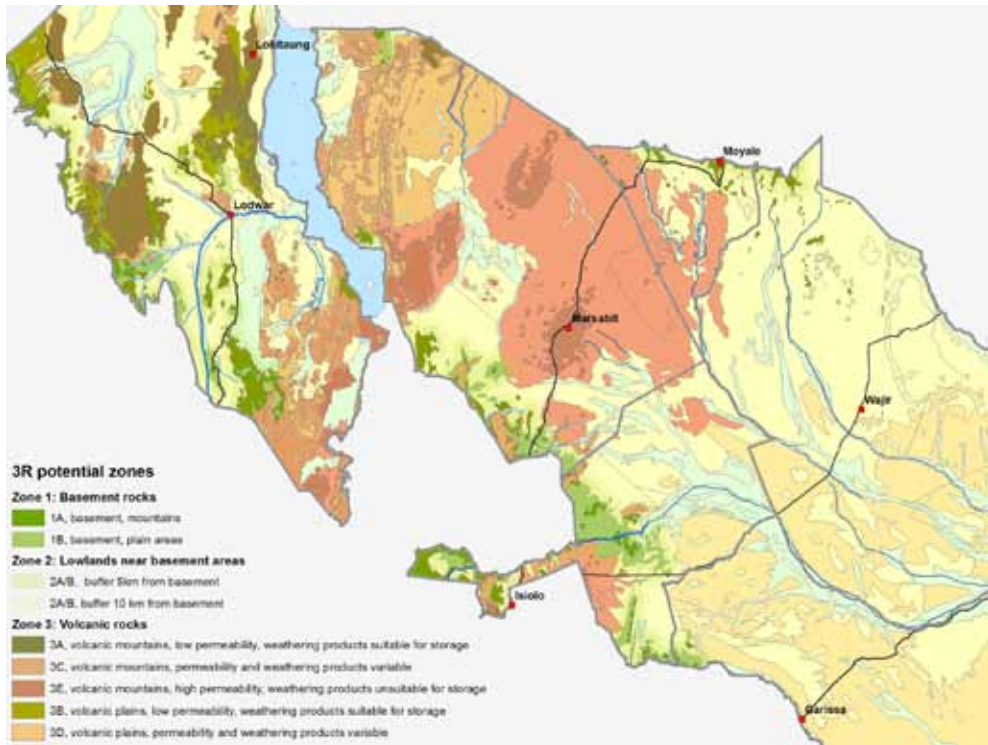 Lokitaung
Moyale
Lodwar
Marsabit
Wajir
3R potential zones
Zone 1: Basement rocks
1A, basement, mountains
1B, basement, plain areas
Zone 2: Lowlands near basement areas
2A/B, buffer 5km from basement
2A/B, buffer 10 km from basement
Isiolo
Zone 3: Volcanic rocks
3A, volcanic mountains, low permeability, weathering products suitable for storage
3C, volcanic mountains, permeability and weathering products variable
3E, volcanic mountains, high permeability, weathering products unsuitable for storage
3B, volcanic plains, low permeability, weathering products suitable for storage
Garissa
3D, volcanic plains, permeability and weathering products variable